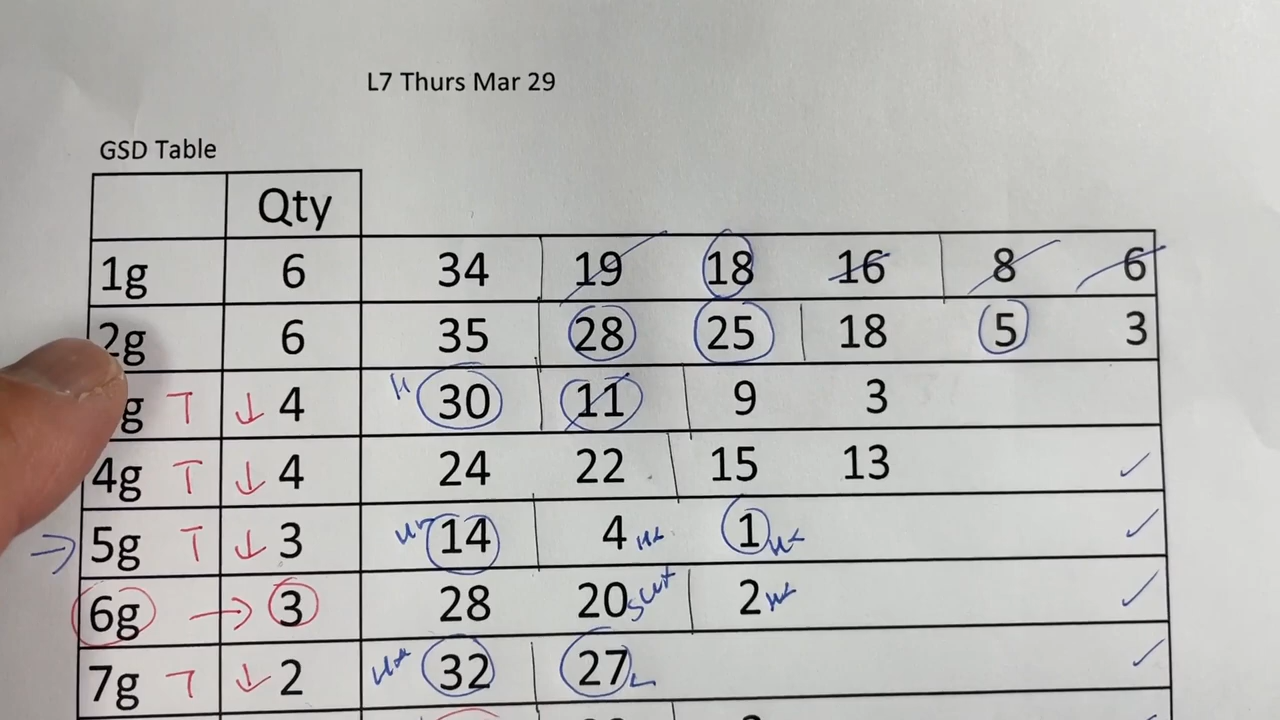 L7 Thurs Mar 29
GSD Table
Qty
1g 6 34 19 18 16 8 6
2g 6 35 28 25 18 5 3
g T ↓ 4 30 11 9 3
4g T ↓ 4 24 22 15 13 ✓
→ 5g T ↓ 3 14 4 1 ✓
6g → 3 28 20 2 ✓
7g ↓ 2 32 27 ✓